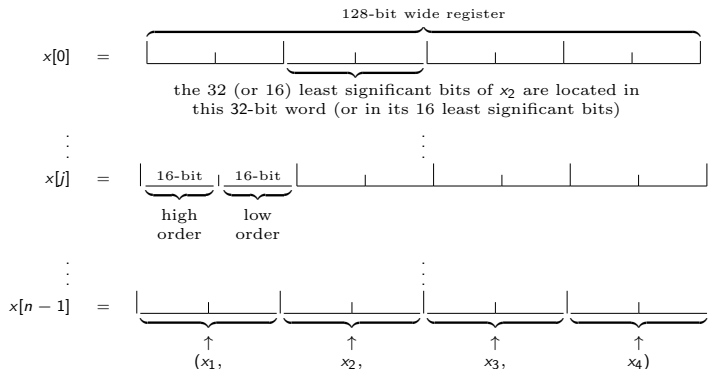 128-bit wide register
x[0] =
the 32 (or 16) least significant bits of x₂ are located in
this 32-bit word (or in its 16 least significant bits)
⋮ ⋮
x[j] = 16-bit 16-bit
high low
order order
⋮ ⋮
x[n − 1] =
↑ ↑ ↑ ↑
(x₁, x₂, x₃, x₄)